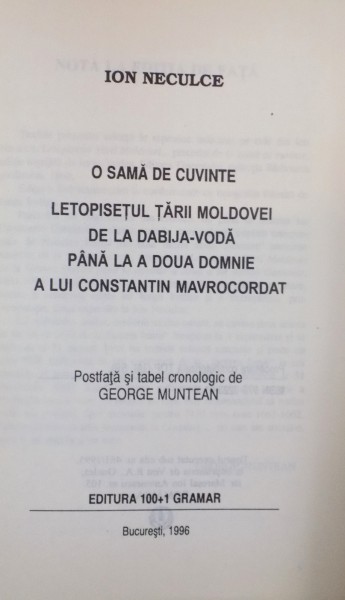 ION NECULCE
O SAMĂ DE CUVINTE
LETOPISEŢUL ŢĂRII MOLDOVEI
DE LA DABIJA-VODĂ
PÂNĂ LA A DOUA DOMNIE
A LUI CONSTANTIN MAVROCORDAT
Postfaţă şi tabel cronologic de
GEORGE MUNTEAN
EDITURA 100+1 GRAMAR
Bucureşti, 1996